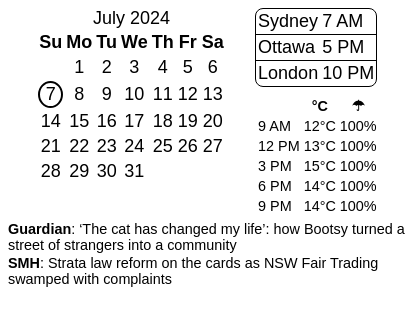 July 2024
Su Mo Tu We Th Fr Sa
1 2 3 4 5 6
7 8 9 10 11 12 13
14 15 16 17 18 19 20
21 22 23 24 25 26 27
28 29 30 31
Sydney 7 AM
Ottawa 5 PM
London 10 PM
°C ☂
9 AM 12°C 100%
12 PM 13°C 100%
3 PM 15°C 100%
6 PM 14°C 100%
9 PM 14°C 100%
Guardian: ‘The cat has changed my life’: how Bootsy turned a
street of strangers into a community
SMH: Strata law reform on the cards as NSW Fair Trading
swamped with complaints